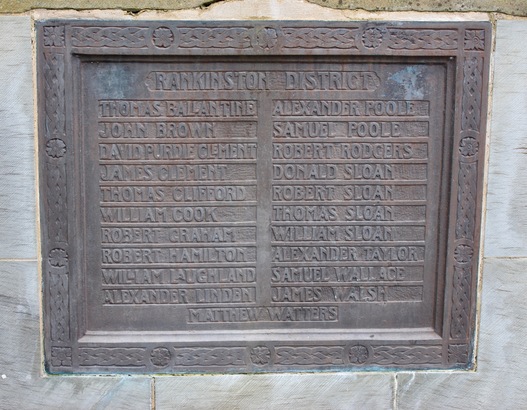 RANKINSTON DISTRICT
THOMAS BALANTINE
JOHN BROWN
DAVID PURDIE CLEMENT
JAMES CLEMENT
THOMAS CLIFFORD
WILLIAM COOK
ROBERT GRAHAM
ROBERT HAMILTON
WILLIAM LAUGHLAND
ALEXANDER LINDEN
ALEXANDER POOLE
SAMUEL POOLE
ROBERT RODGERS
DONALD SLOAN
ROBERT SLOAN
THOMAS SLOAN
WILLIAM SLOAN
ALEXANDER TAYLOR
SAMUEL WALLACE
JAMES WALSH
MATTHEW WATTERS